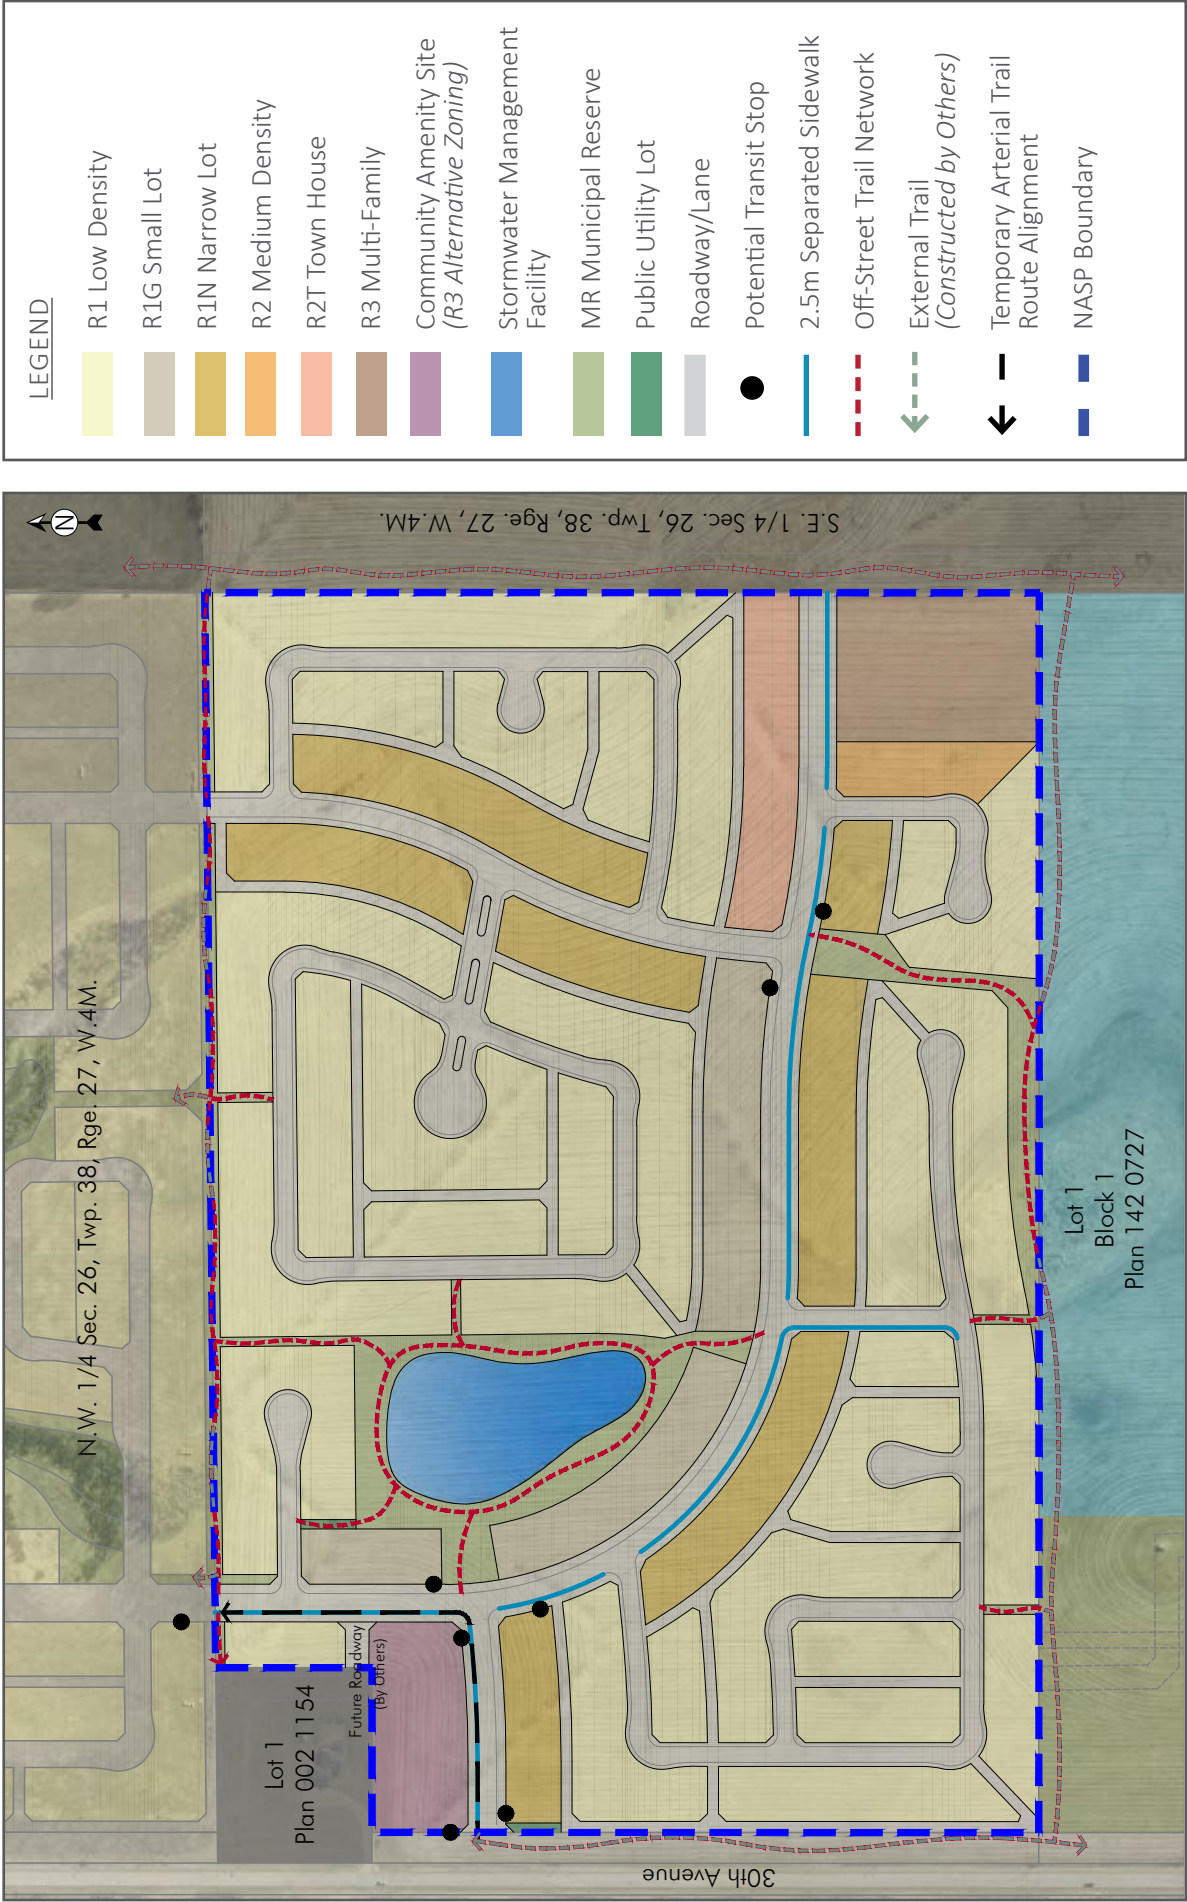 LEGEND
R1 Low Density
R1G Small Lot
R1N Narrow Lot
R2 Medium Density
R2T Town House
R3 Multi-Family
Community Amenity Site
(R3 Alternative Zoning)
Stormwater Management
Facility
MR Municipal Reserve
Public Utility Lot
Roadway/Lane
Potential Transit Stop
2.5m Separated Sidewalk
Off-Street Trail Network
External Trail
(Constructed by Others)
Temporary Arterial Trail
Route Alignment
NASP Boundary
N
N.W. 1/4 Sec. 26, Twp. 38, Rge. 27, W.4M.
S.E. 1/4 Sec. 26, Twp. 38, Rge. 27, W.4M.
Lot 1
Plan 002 1154
Future Roadway
(By Others)
Lot 1
Block 1
Plan 142 0727
30th Avenue